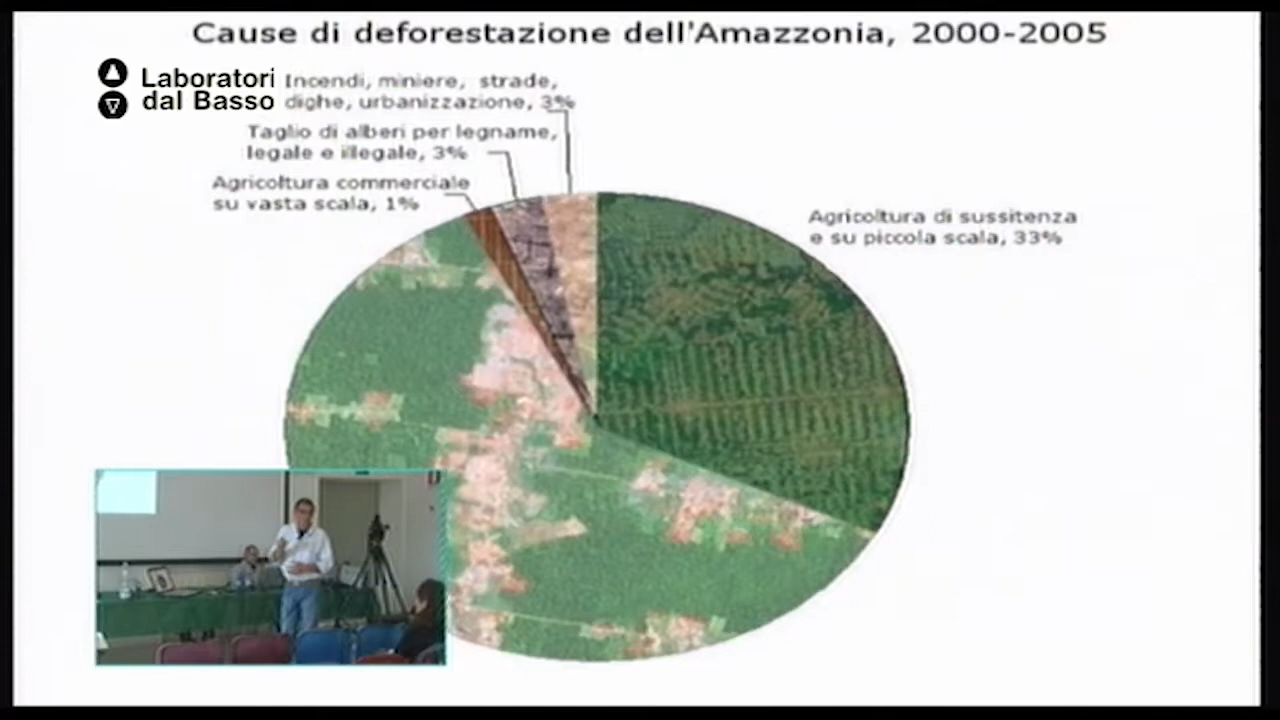 Cause di deforestazione dell'Amazzonia, 2000-2005
Laboratori
dal Basso
Incendi, miniere, strade,
dighe, urbanizzazione, 3%
Taglio di alberi per legname,
legale e illegale, 3%
Agricoltura commerciale
su vasta scala, 1%
Agricoltura di sussitenza
e su piccola scala, 33%